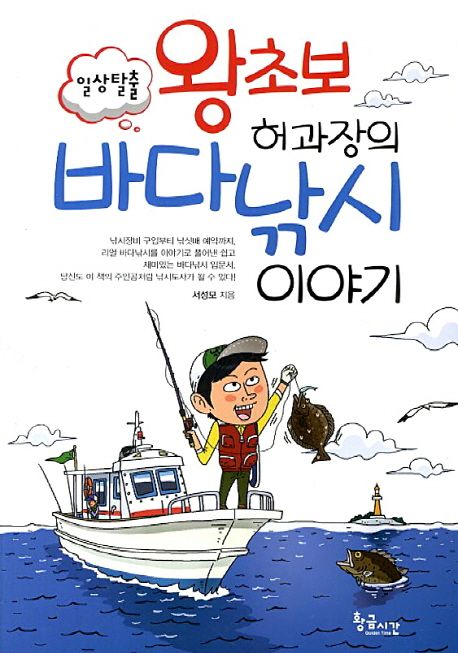 일상탈출
왕초보
허과장의
바다낚시
이야기
낚시장비 구입부터 낚싯배 예약까지,
리얼 바다낚시를 이야기로 풀어낸 쉽고
재미있는 바다낚시 입문서.
당신도 이 책의 주인공처럼 낚시도사가 될 수 있다!
서성모 지음
황금시간
Golden Time